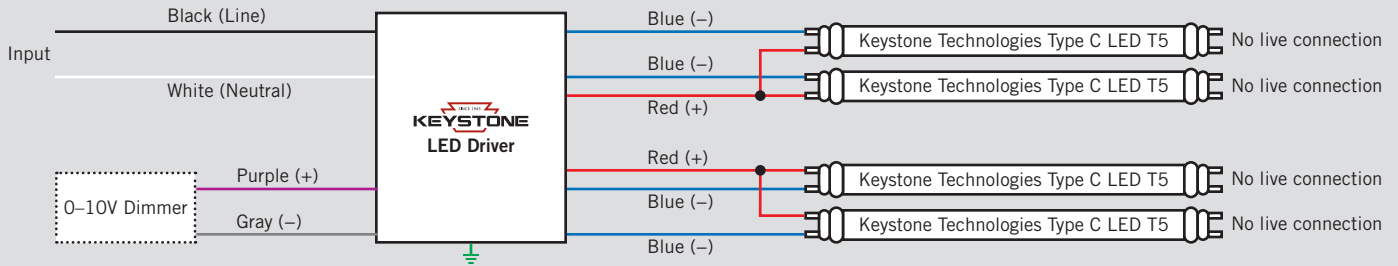 Black (Line)
Input
White (Neutral)
0–10V Dimmer
Purple (+)
Gray (–)
SINCE 1945
KEYSTONE
LED Driver
Blue (–)
Blue (–)
Red (+)
Red (+)
Blue (–)
Blue (–)
Keystone Technologies Type C LED T5
No live connection
Keystone Technologies Type C LED T5
No live connection
Keystone Technologies Type C LED T5
No live connection
Keystone Technologies Type C LED T5
No live connection